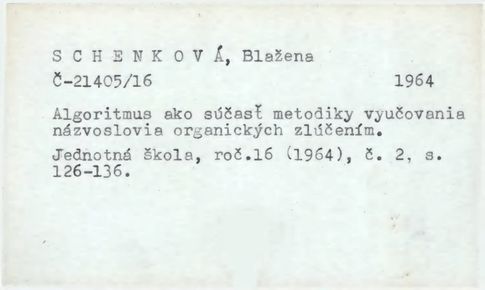 S C H E N K O V Á, Blažena
Č-21405/16 1964
Algoritmus ako súčasť metodiky vyučovania
názvoslovia organických zlúčením.
Jednotná škola, roč.16 (1964), č. 2, s.
126-136.